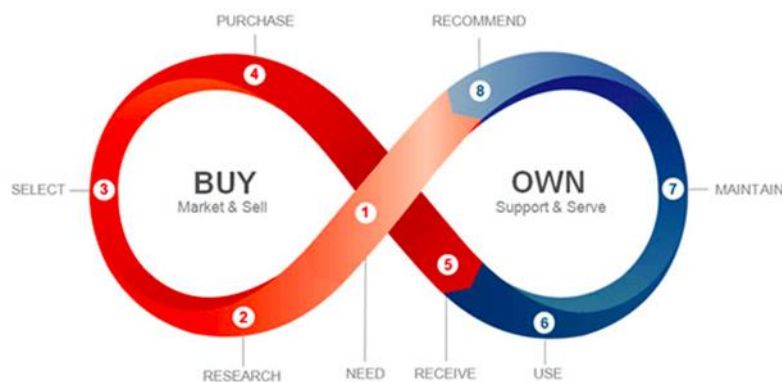 PURCHASE
RECOMMEND
4
8
SELECT
3
BUY
Market & Sell
1
OWN
Support & Serve
7
MAINTAIN
5
2
6
RESEARCH
NEED
RECEIVE
USE